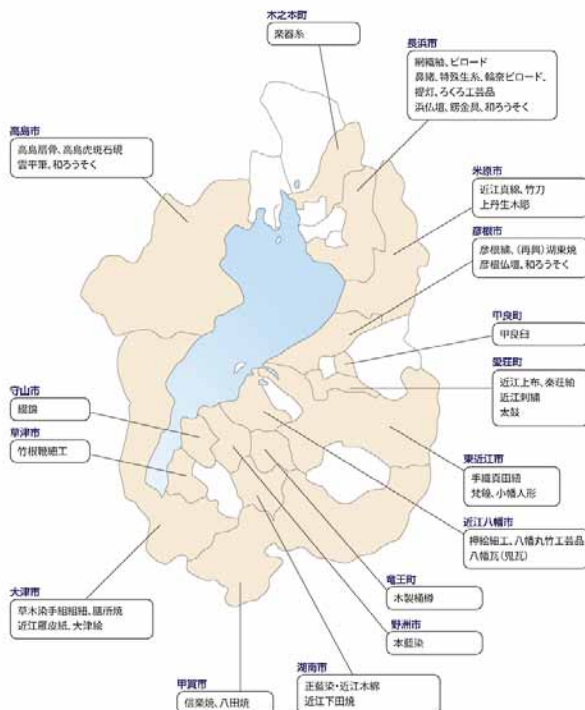 木之本町
楽器糸
長浜市
網織紬、ビロード
鼻緒、特殊生糸、輪奈ビロード、
提灯、ろくろ工芸品
浜仏壇、錺金具、和ろうそく
高島市
高島扇骨、高島虎斑石硯
雲平筆、和ろうそく
米原市
近江真綿、竹刀
上丹生木彫
彦根市
彦根繍、(再興)湖東焼
彦根仏壇、和ろうそく
甲良町
甲良臼
愛荘町
近江上布、秦荘紬
近江刺繍
太鼓
守山市
綴錦
草津市
竹根鞭細工
東近江市
手織真田紐
梵鐘、小幡人形
近江八幡市
押絵細工、八幡丸竹工芸品
八幡瓦(鬼瓦)
竜王町
木製桶樽
野洲市
本藍染
大津市
草木染手組組紐、膳所焼
近江雁皮紙、大津絵
甲賀市
信楽焼、八田焼
湖南市
正藍染・近江木綿
近江下田焼